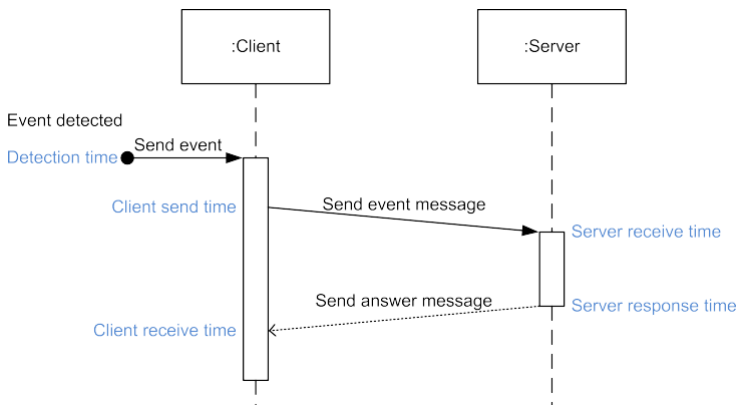 :Client
:Server
Event detected
Send event
Detection time
Client send time
Send event message
Server receive time
Send answer message
Server response time
Client receive time